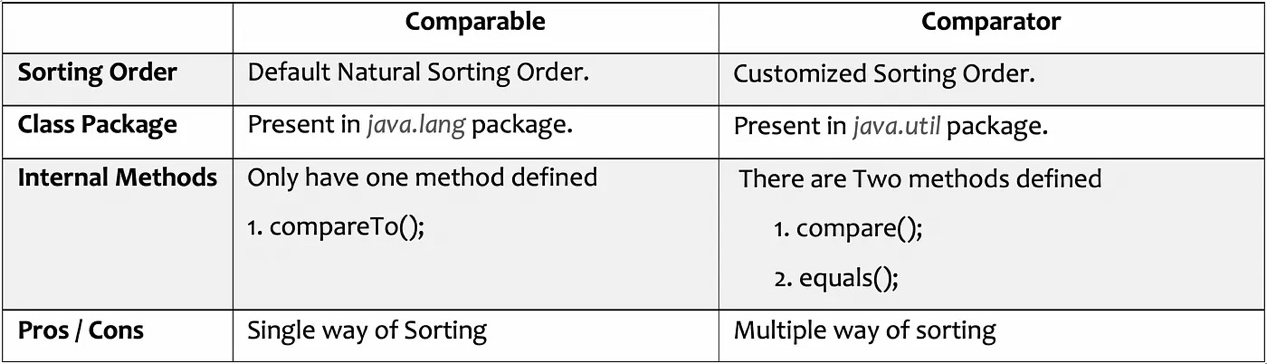 Comparable Comparator
Sorting Order Default Natural Sorting Order. Customized Sorting Order.
Class Package Present in java.lang package. Present in java.util package.
Internal Methods Only have one method defined There are Two methods defined
1. compareTo(); 1. compare();
2. equals();
Pros / Cons Single way of Sorting Multiple way of sorting